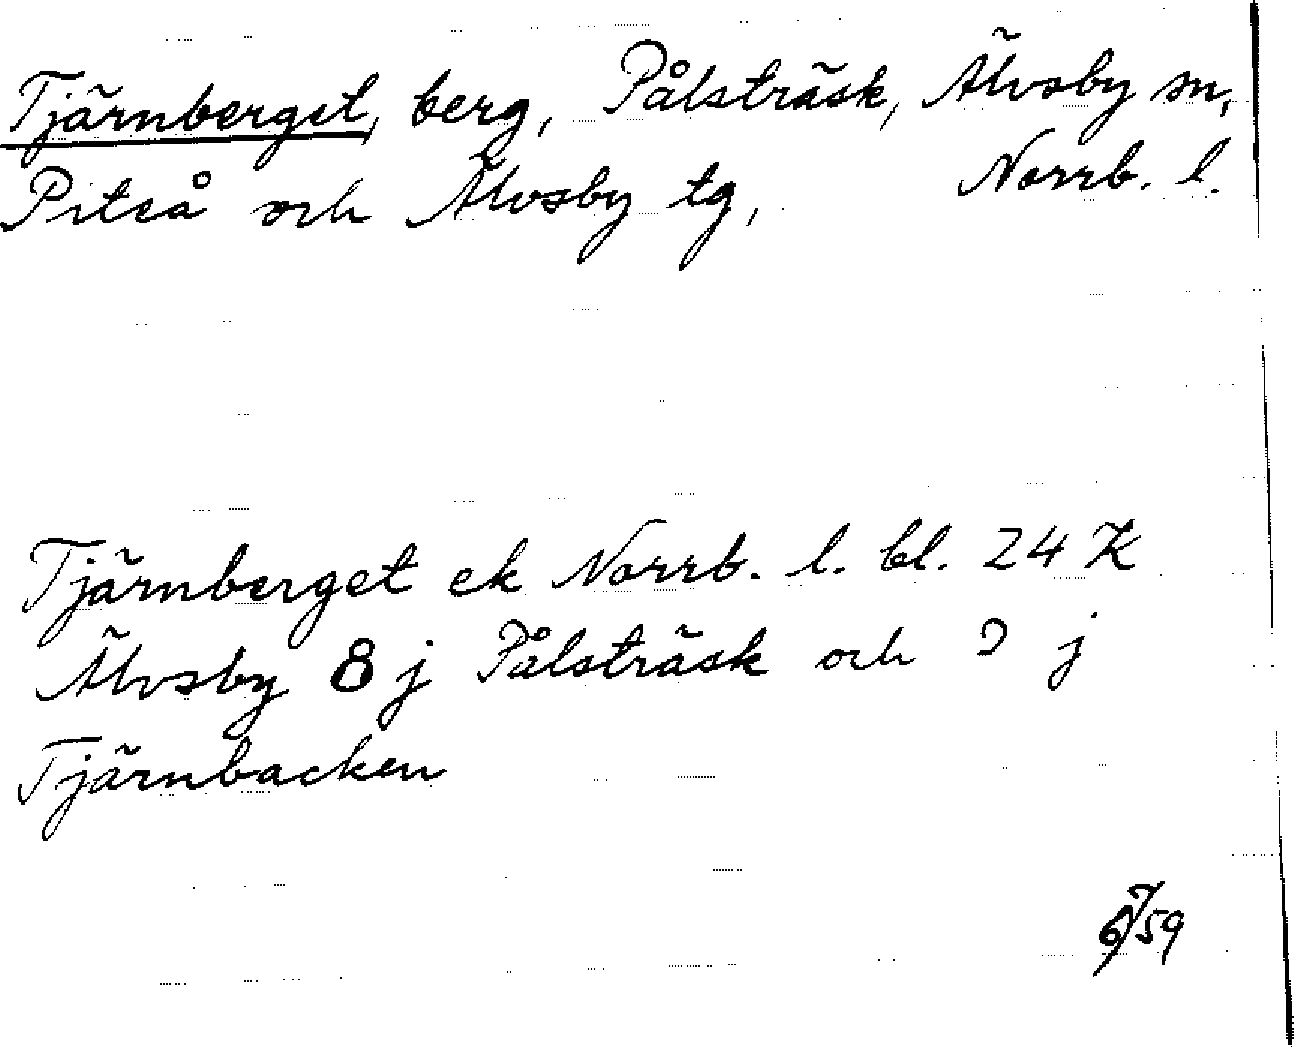 Tjärnberget, berg, Pålsträsk, Älvsby sn,
Piteå och Älvsby tg, Norrb. l.
Tjärnberget ek Norrb. l. bl. 24 K
Älvsby 8 j Pålsträsk och 9 j
Tjärnbacken
6/7 59